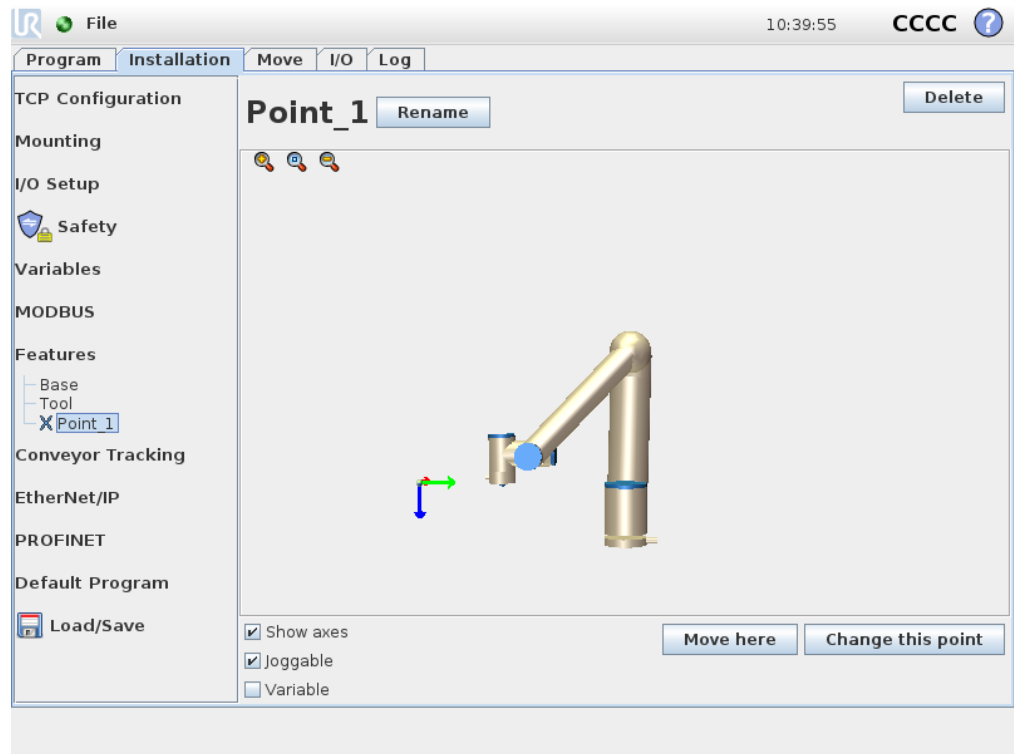 UR File 10:39:55 CCCC ?
Program Installation Move I/O Log
TCP Configuration
Mounting
I/O Setup
Safety
Variables
MODBUS
Features
Base
Tool
Point_1
Conveyor Tracking
EtherNet/IP
PROFINET
Default Program
Load/Save
Point_1 Rename Delete
Show axes
Joggable
Variable
Move here Change this point